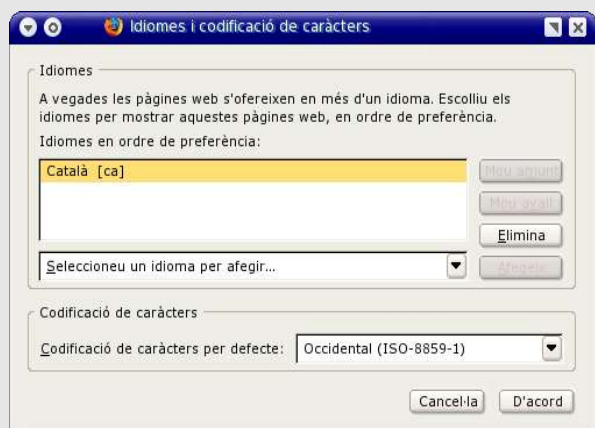 Idiomes i codificació de caràcters
Idiomes
A vegades les pàgines web s'ofereixen en més d'un idioma. Escolliu els
idiomes per mostrar aquestes pàgines web, en ordre de preferència.
Idiomes en ordre de preferència:
Català [ca]
Mou amunt
Mou avall
Elimina
Seleccioneu un idioma per afegir...
Afegeix
Codificació de caràcters
Codificació de caràcters per defecte:
Occidental (ISO-8859-1)
Cancel·la
D'acord